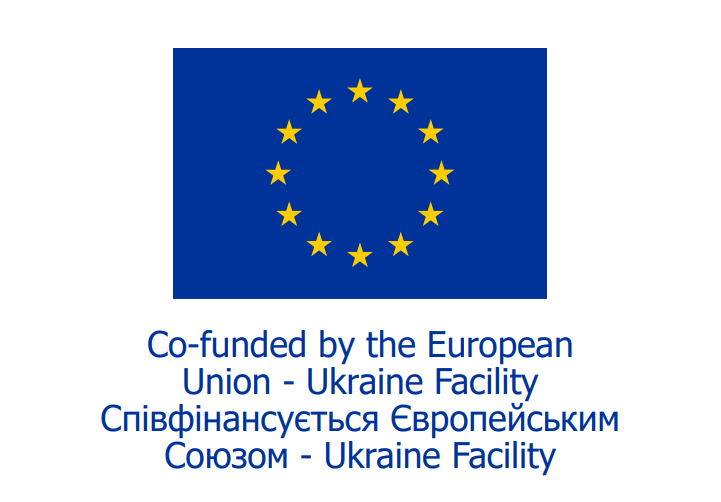 Co-funded by the European
Union - Ukraine Facility
Співфінансується Європейським
Союзом - Ukraine Facility